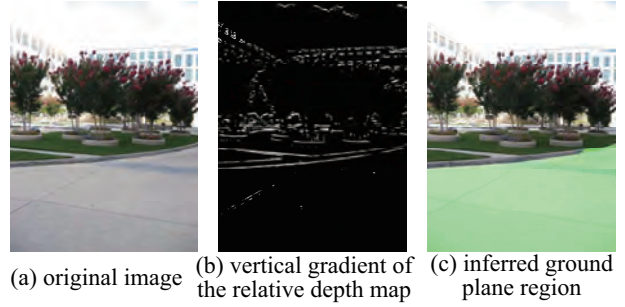 (a) original image
(b) vertical gradient of
the relative depth map
(c) inferred ground
plane region